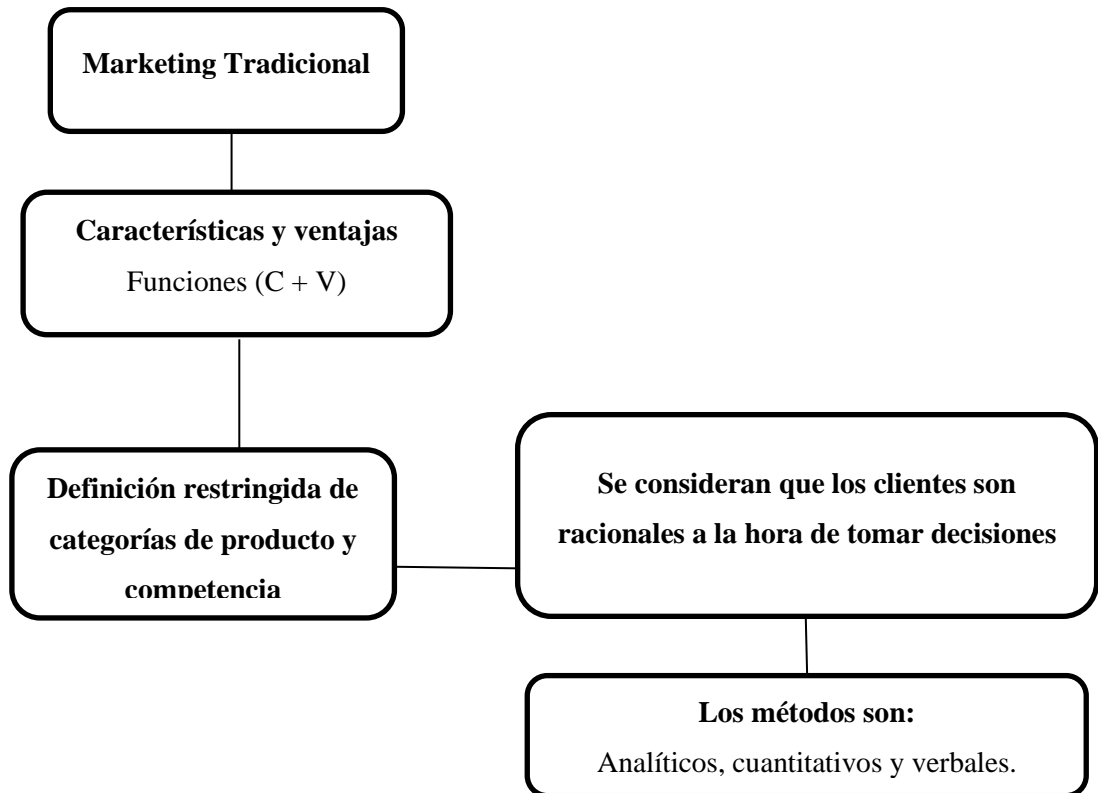 Marketing Tradicional
Características y ventajas
Funciones (C + V)
Definición restringida de
categorías de producto y
competencia
Se consideran que los clientes son
racionales a la hora de tomar decisiones
Los métodos son:
Analíticos, cuantitativos y verbales.